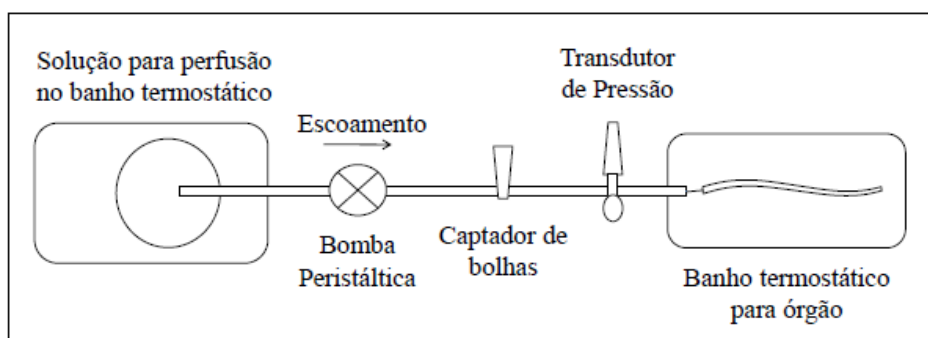 Solução para perfusão
no banho termostático
Escoamento
Bomba
Peristáltica
Captador de
bolhas
Transdutor
de Pressão
Banho termostático
para órgão